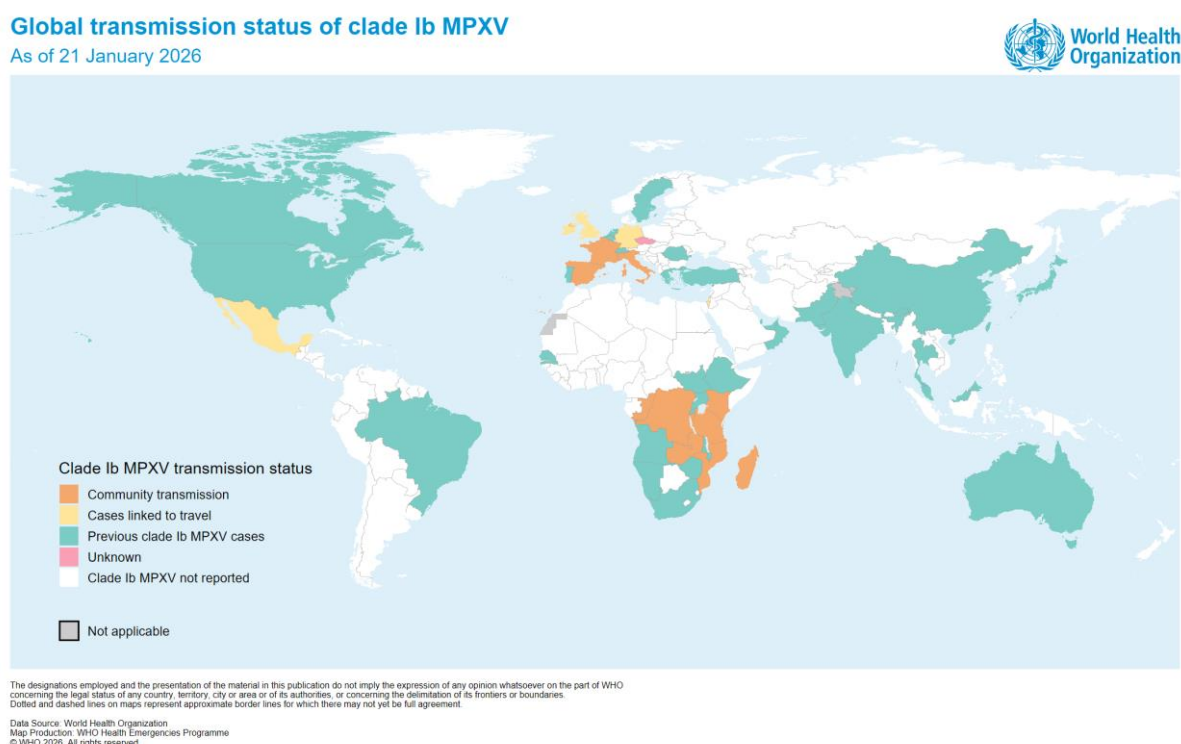 Global transmission status of clade Ib MPXV
As of 21 January 2026
World Health
Organization
Clade Ib MPXV transmission status
Community transmission
Cases linked to travel
Previous clade Ib MPXV cases
Unknown
Clade Ib MPXV not reported
Not applicable
The designations employed and the presentation of the material in this publication do not imply the expression of any opinion whatsoever on the part of WHO
concerning the legal status of any country, territory, city or area or of its authorities, or concerning the delimitation of its frontiers or boundaries.
Dotted and dashed lines on maps represent approximate border lines for which there may not yet be full agreement.
Data Source: World Health Organization
Map Production: WHO Health Emergencies Programme
© WHO 2026. All rights reserved.